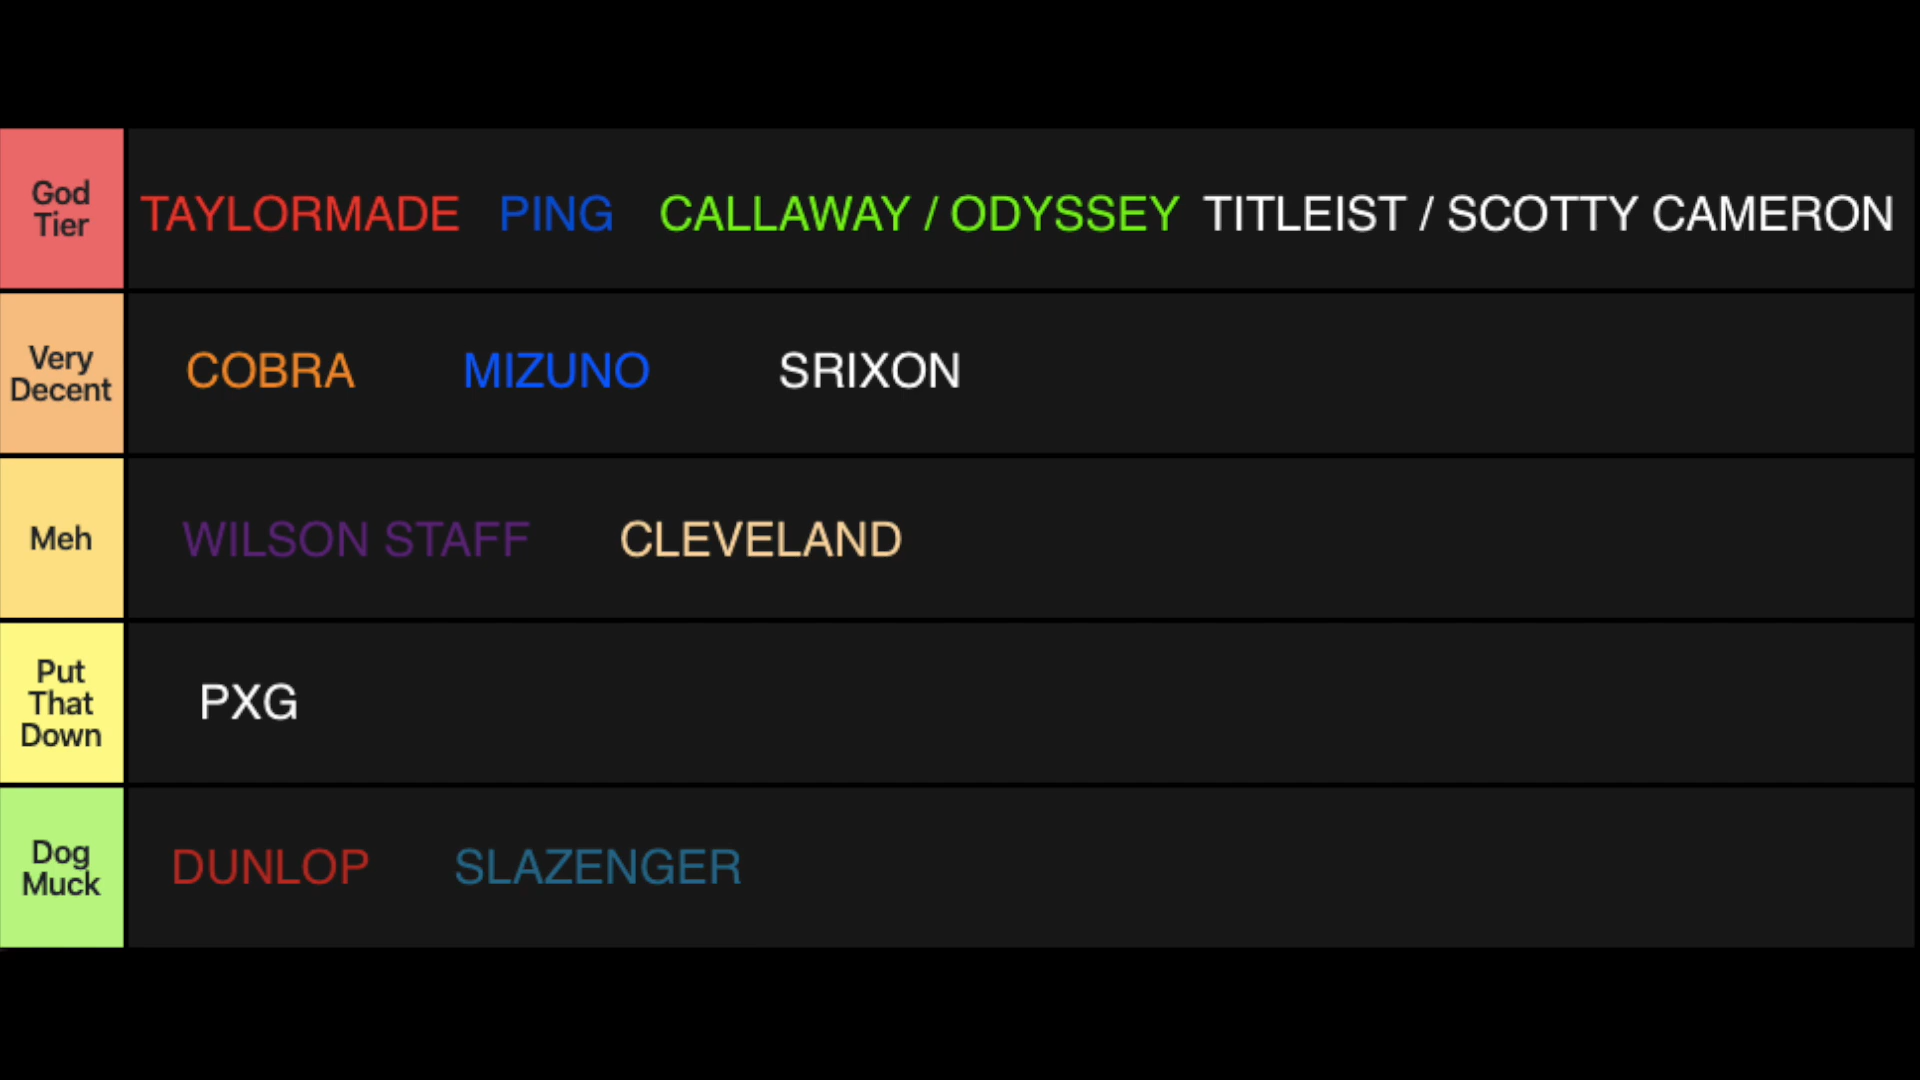 God
Tier
TAYLORMADE PING CALLAWAY / ODYSSEY TITLEIST / SCOTTY CAMERON
Very
Decent
COBRA MIZUNO SRIXON
Meh
WILSON STAFF CLEVELAND
Put
That
Down
PXG
Dog
Muck
DUNLOP SLAZENGER